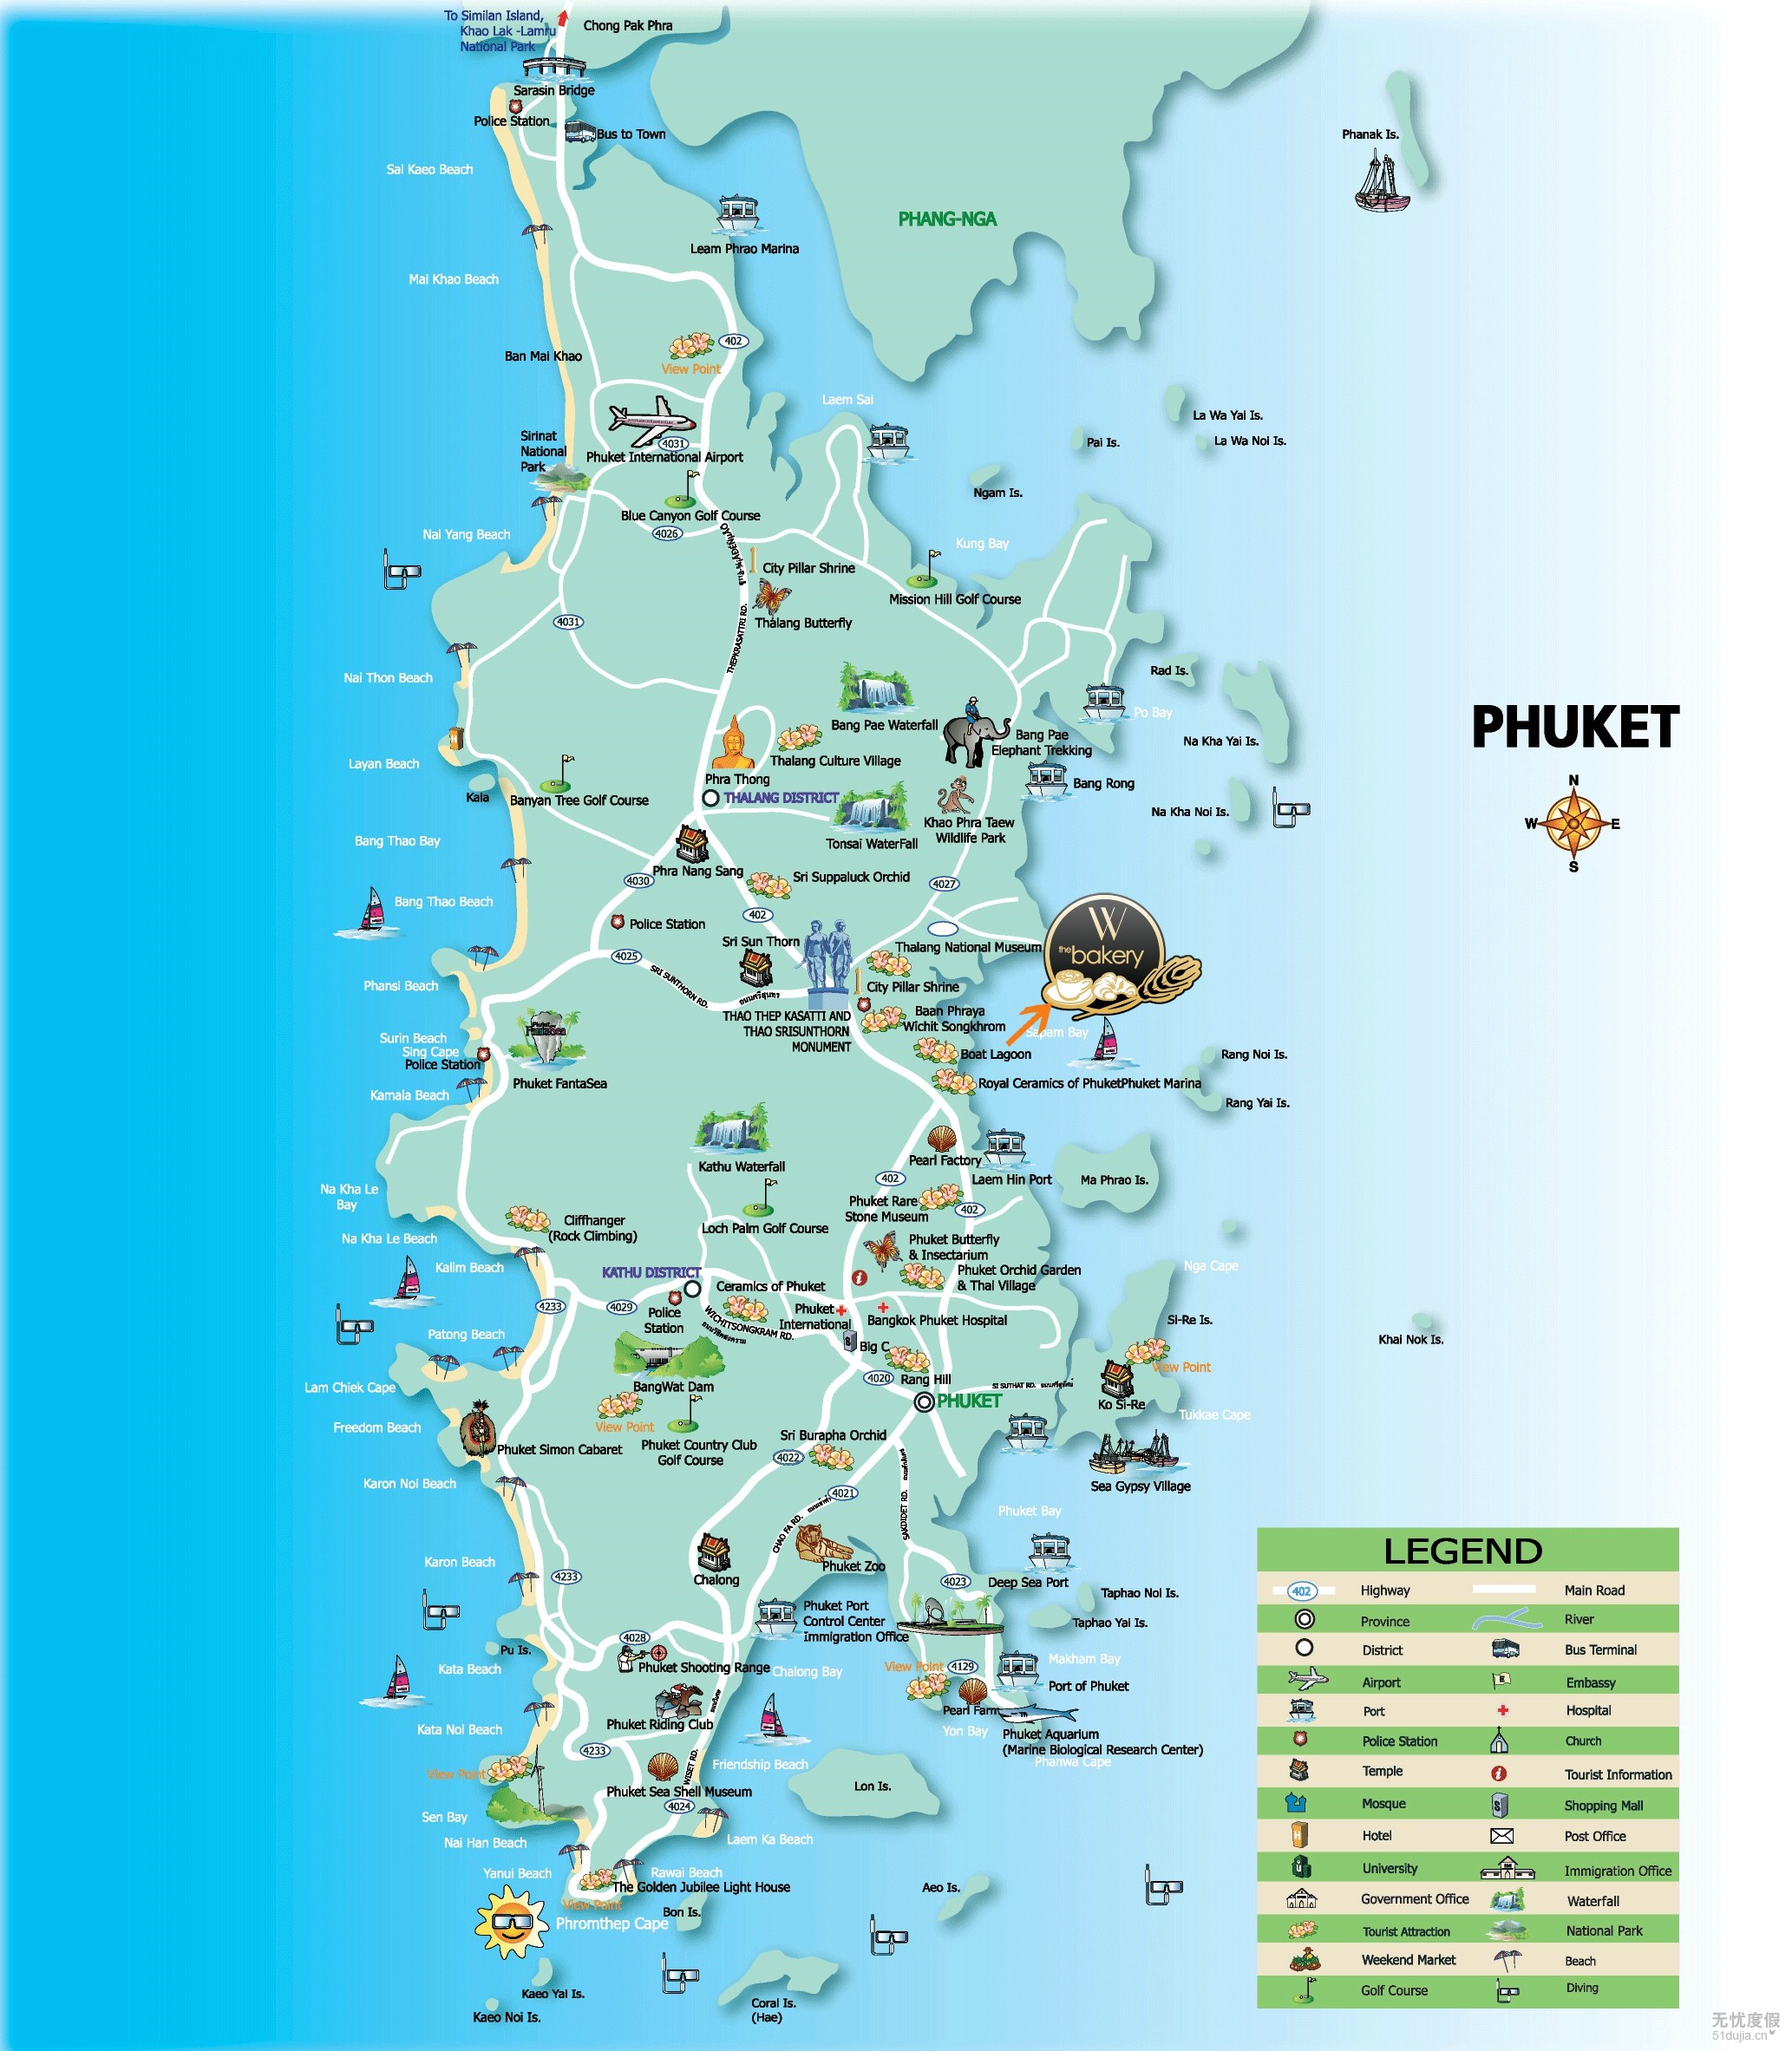 To Similan Island,
Khao Lak -Lamru
National Park
Chong Pak Phra
Sarasin Bridge
Police Station
Bus to Town
Phanak Is.
Sai Kaeo Beach
PHANG-NGA
Leam Phrao Marina
Mai Khao Beach
402
Ban Mai Khao
View Point
Laem Sai
La Wa Yai Is.
Sirinat
National
Park
4031
Phuket International Airport
Pai Is.
La Wa Noi Is.
Ngam Is.
Blue Canyon Golf Course
Nai Yang Beach
4026
Kung Bay
City Pillar Shrine
Mission Hill Golf Course
4031
Thalang Butterfly
THEPKRASATTRI RD.
Nai Thon Beach
Rad Is.
Bang Pae Waterfall
Po Bay
Bang Pae
Elephant Trekking
Na Kha Yai Is.
Layan Beach
Thalang Culture Village
Phra Thong
Kala
Banyan Tree Golf Course
THALANG DISTRICT
Bang Rong
Khao Phra Taew
Wildlife Park
Na Kha Noi Is.
PHUKET
N
W
E
S
Bang Thao Bay
Tonsai WaterFall
Phra Nang Sang
4030
Sri Suppaluck Orchid
4027
Bang Thao Beach
402
Police Station
Sri Sun Thorn
Thalang National Museum
W
the
bakery
4025
SRI SUNTHORN RD.
ถนนศรีสุนทร
Phansi Beach
City Pillar Shrine
THAO THEP KASATTI AND
THAO SRISUNTHORN
MONUMENT
Baan Phraya
Wichit Songkhrom
Sapam Bay
Surin Beach
Sing Cape
Police Station
Boat Lagoon
Rang Noi Is.
Phuket FantaSea
Royal Ceramics of Phuket
Phuket Marina
Kamala Beach
Rang Yai Is.
Kathu Waterfall
Pearl Factory
402
Laem Hin Port
Ma Phrao Is.
Na Kha Le
Bay
Phuket Rare
Stone Museum
402
Cliffhanger
(Rock Climbing)
Loch Palm Golf Course
Na Kha Le Beach
Phuket Butterfly
& Insectarium
Kalim Beach
KATHU DISTRICT
Phuket Orchid Garden
& Thai Village
Nga Cape
Ceramics of Phuket
4233
4029
Police
Station
WICHITSONGKRAM RD.
Phuket
International
Bangkok Phuket Hospital
Si-Re Is.
Patong Beach
Big C
Khai Nok Is.
View Point
Lam Chiek Cape
BangWat Dam
4020
Rang Hill
SI SUTHAT RD.
PHUKET
Ko Si-Re
Tukkae Cape
Freedom Beach
View Point
Phuket Simon Cabaret
Phuket Country Club
Golf Course
Sri Burapha Orchid
4022
Karon Noi Beach
4021
CHAO FA RD.
SAKDIDET RD.
Sea Gypsy Village
Phuket Bay
Karon Beach
Phuket Zoo
4233
Chalong
4023
Deep Sea Port
Taphao Noi Is.
Phuket Port
Control Center
Immigration Office
Taphao Yai Is.
4028
Pu Is.
Kata Beach
Phuket Shooting Range
Chalong Bay
View Point
4129
Makham Bay
Port of Phuket
Kata Noi Beach
Phuket Riding Club
Pearl Farm
Yon Bay
Phuket Aquarium
(Marine Biological Research Center)
Phanwa Cape
4233
View Point
WISET RD.
Friendship Beach
Phuket Sea Shell Museum
Lon Is.
4024
Sen Bay
Nai Han Beach
Laem Ka Beach
Yanui Beach
Rawai Beach
The Golden Jubilee Light House
View Point
Phromthep Cape
Bon Is.
Aeo Is.
Kaeo Yai Is.
Kaeo Noi Is.
Coral Is.
(Hae)
LEGEND
402
Highway
Main Road
Province
River
District
Bus Terminal
Airport
Embassy
Port
Hospital
Police Station
Church
Temple
Tourist Information
Mosque
Shopping Mall
Hotel
Post Office
University
Immigration Office
Government Office
Waterfall
Tourist Attraction
National Park
Weekend Market
Beach
Golf Course
Diving
无忧度假
51dujia.cn